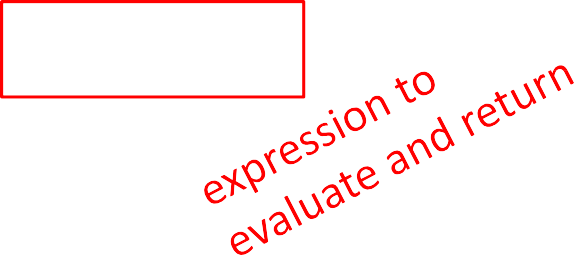 expression to
evaluate and return